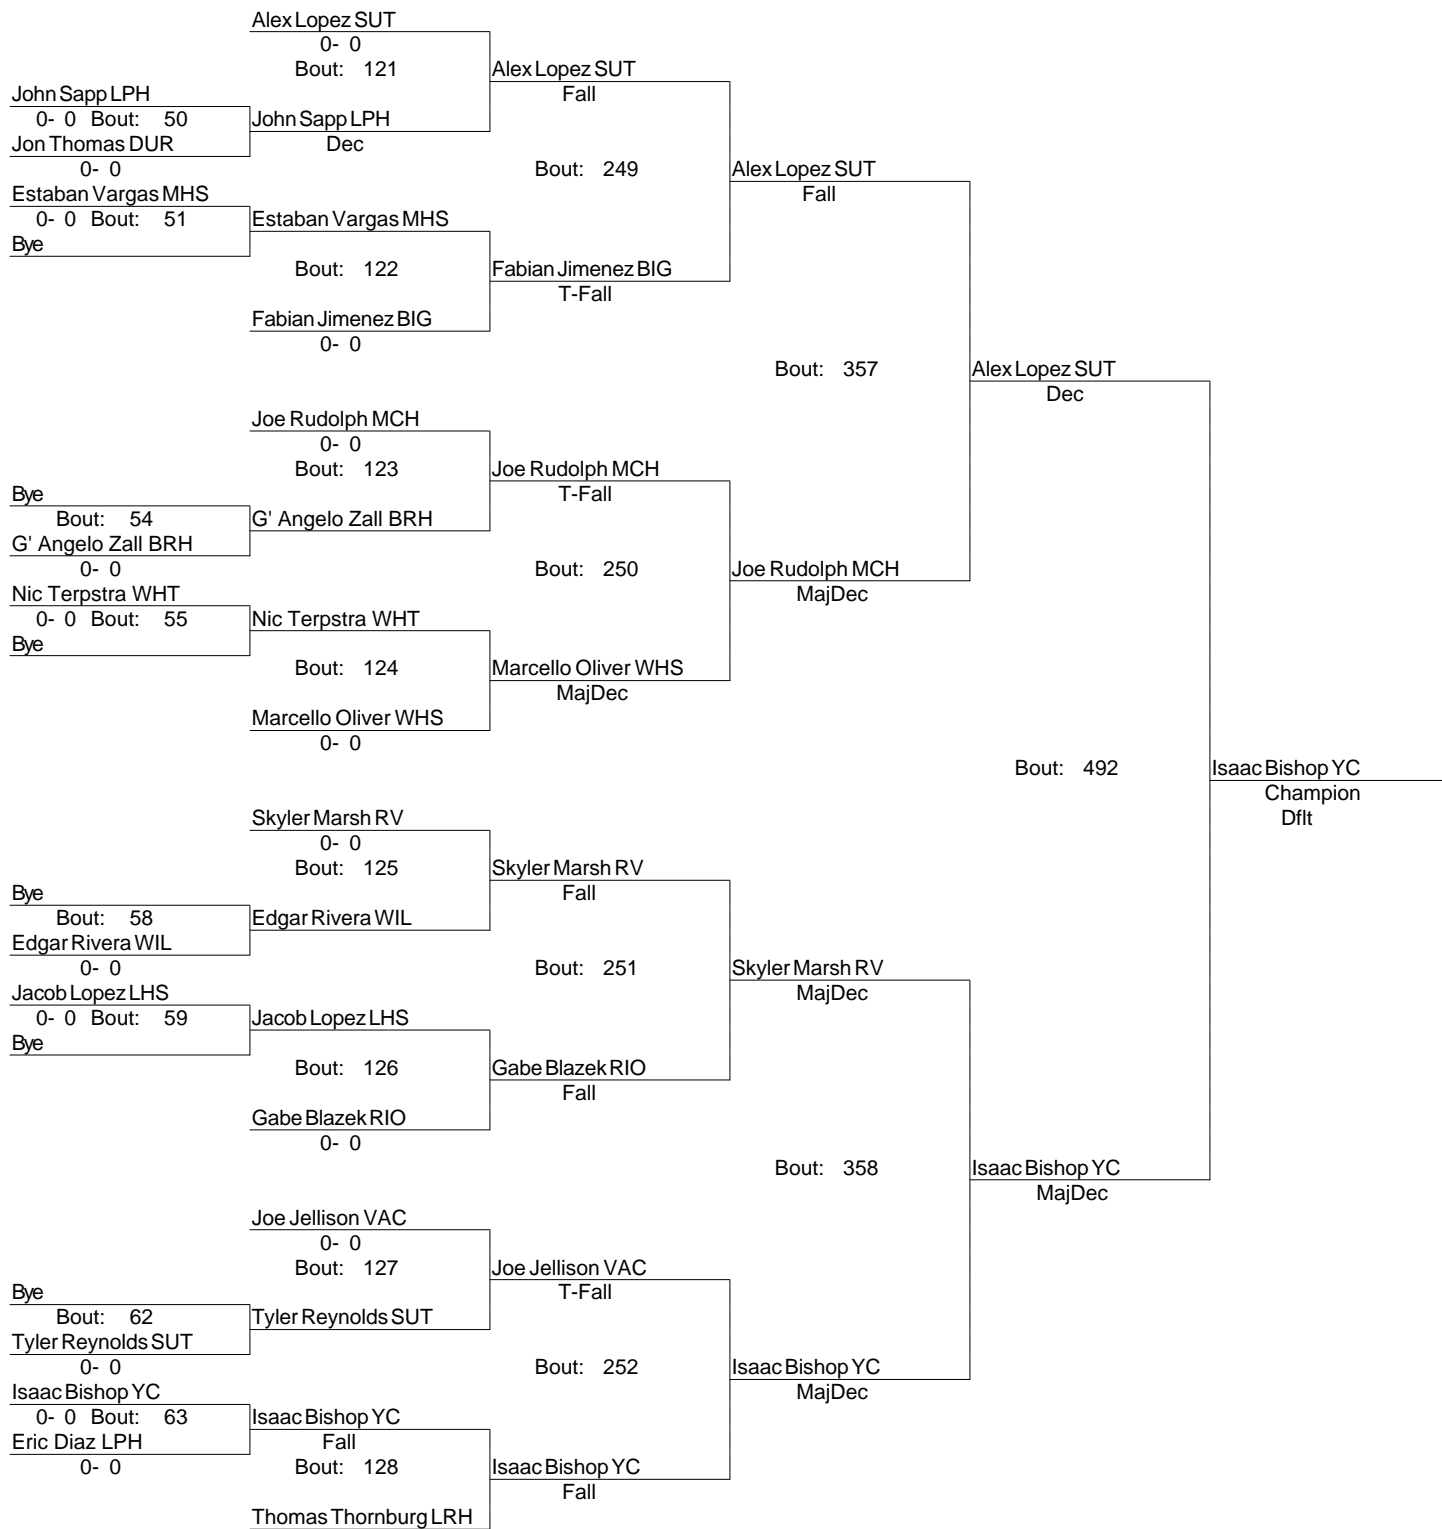 Alex Lopez SUT
0- 0
Bout: 121
Alex Lopez SUT
Fall
John Sapp LPH
0- 0 Bout: 50
John Sapp LPH
Dec
Jon Thomas DUR
0- 0
Bout: 249
Alex Lopez SUT
Fall
Estaban Vargas MHS
0- 0 Bout: 51
Estaban Vargas MHS
Bye
Bout: 122
Fabian Jimenez BIG
T-Fall
Fabian Jimenez BIG
0- 0
Bout: 357
Alex Lopez SUT
Dec
Joe Rudolph MCH
0- 0
Bout: 123
Joe Rudolph MCH
T-Fall
Bye
Bout: 54
G' Angelo Zall BRH
G' Angelo Zall BRH
0- 0
Bout: 250
Joe Rudolph MCH
MajDec
Nic Terpstra WHT
0- 0 Bout: 55
Nic Terpstra WHT
Bye
Bout: 124
Marcello Oliver WHS
MajDec
Marcello Oliver WHS
0- 0
Bout: 492
Isaac Bishop YC
Champion
Dflt
Skyler Marsh RV
0- 0
Bout: 125
Skyler Marsh RV
Fall
Bye
Bout: 58
Edgar Rivera WIL
Edgar Rivera WIL
0- 0
Bout: 251
Skyler Marsh RV
MajDec
Jacob Lopez LHS
0- 0 Bout: 59
Jacob Lopez LHS
Bye
Bout: 126
Gabe Blazek RIO
Fall
Gabe Blazek RIO
0- 0
Bout: 358
Isaac Bishop YC
MajDec
Joe Jellison VAC
0- 0
Bout: 127
Joe Jellison VAC
T-Fall
Bye
Bout: 62
Tyler Reynolds SUT
Tyler Reynolds SUT
0- 0
Bout: 252
Isaac Bishop YC
MajDec
Isaac Bishop YC
0- 0 Bout: 63
Isaac Bishop YC
Fall
Eric Diaz LPH
0- 0
Bout: 128
Isaac Bishop YC
Fall
Thomas Thornburg LRH